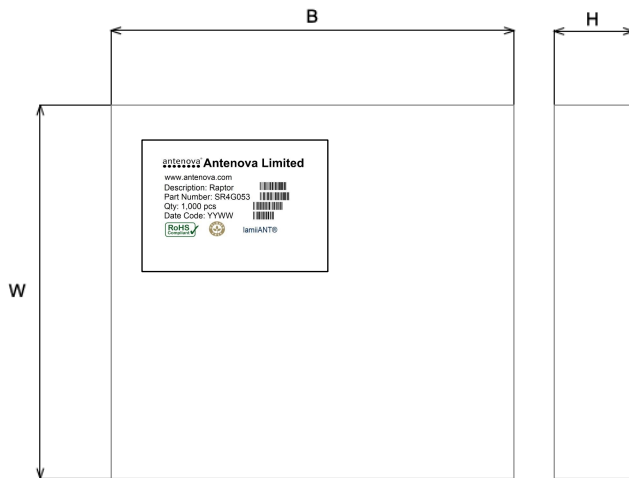 B
H
antenova® Antenova Limited
www.antenova.com
Description: Raptor
Part Number: SR4G053
Qty: 1,000 pcs
Date Code: YYWW
RoHS
Compliant
lamiiANT®
W